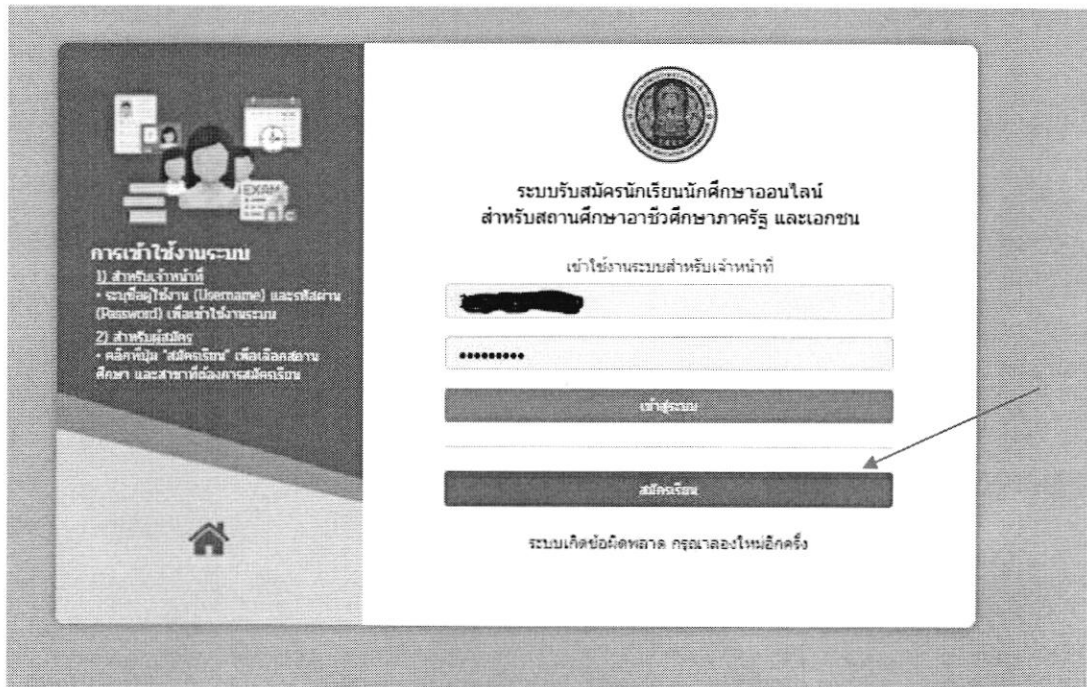 EXAM
การเข้าใช้งานระบบ
1) สำหรับเจ้าหน้าที่
• ระบุชื่อผู้ใช้งาน (Username) และรหัสผ่าน
(Password) เพื่อเข้าใช้งานระบบ
2) สำหรับผู้สมัคร
• คลิกที่ปุ่ม "สมัครเรียน" เพื่อเลือกสถาน
ศึกษา และสาขาที่ต้องการสมัครเรียน
ระบบรับสมัครนักเรียนนักศึกษาออนไลน์
สำหรับสถานศึกษาอาชีวศึกษาภาครัฐ และเอกชน
เข้าใช้งานระบบสำหรับเจ้าหน้าที่
เข้าสู่ระบบ
สมัครเรียน
ระบบเกิดข้อผิดพลาด กรุณาลองใหม่อีกครั้ง